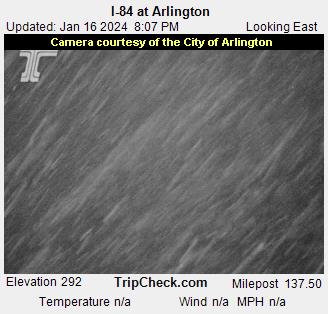 I-84 at Arlington
Updated: Jan 16 2024 8:07 PM Looking East
Camera courtesy of the City of Arlington
Elevation 292 TripCheck.com Milepost 137.50
Temperature n/a Wind n/a MPH n/a